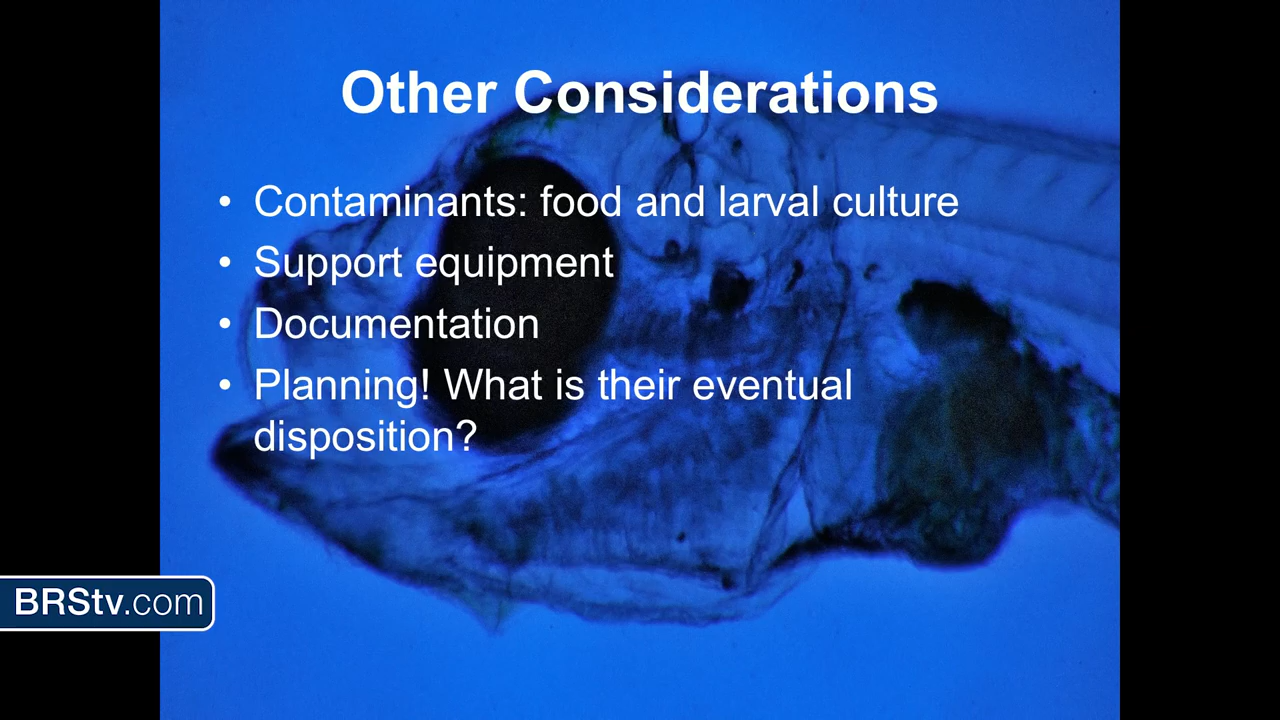 Other Considerations
• Contaminants: food and larval culture
• Support equipment
• Documentation
• Planning! What is their eventual
disposition?
BRStv.com